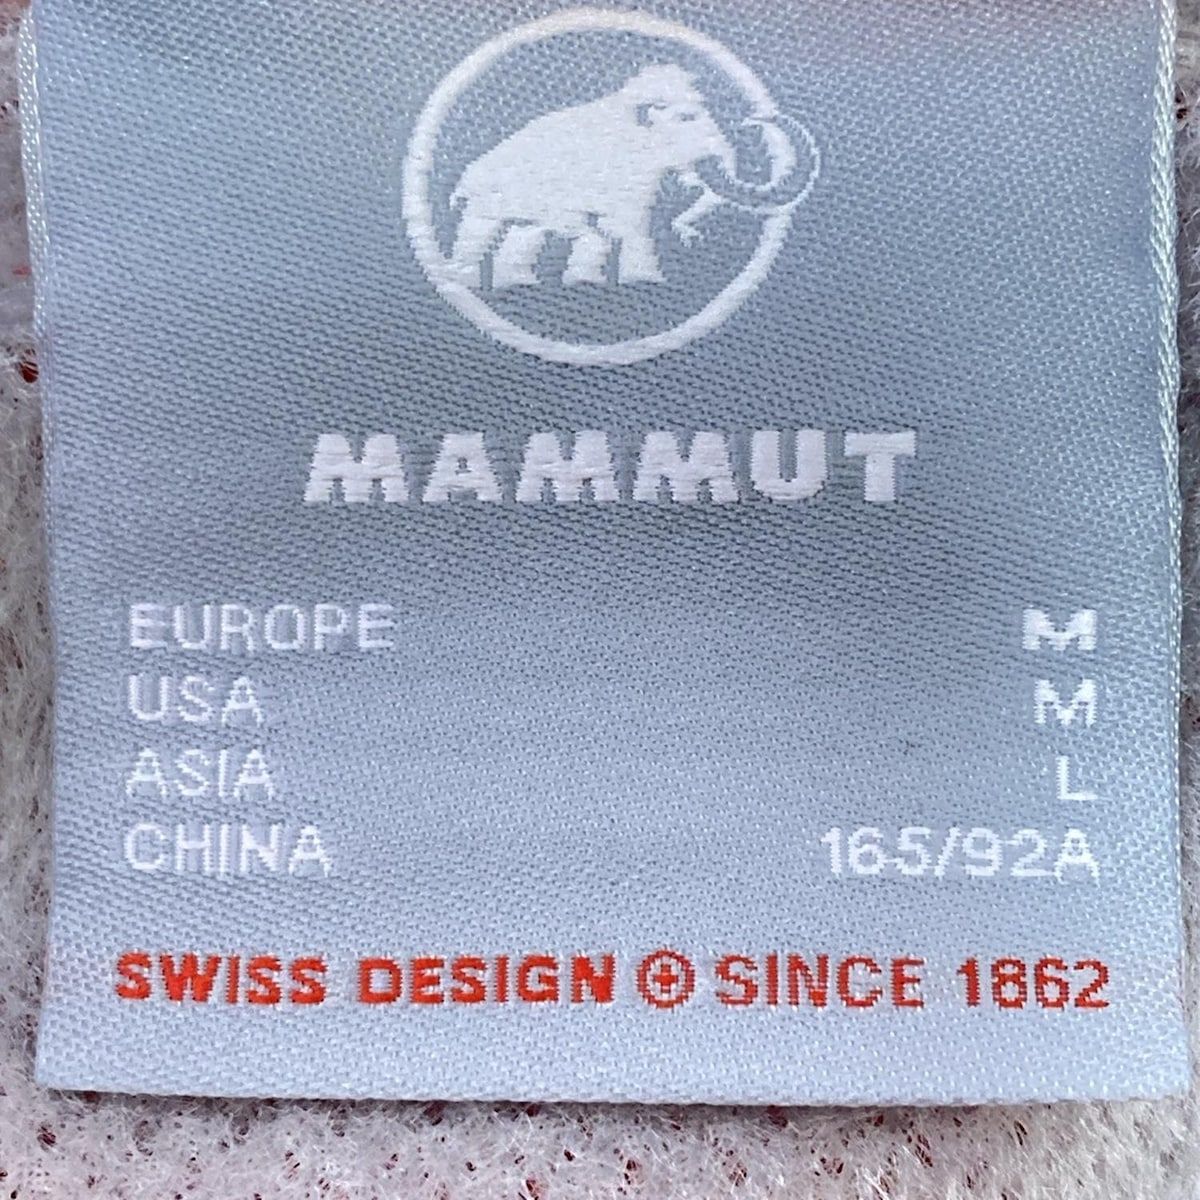 MAMMUT
EUROPE M
USA M
ASIA L
CHINA 165/92A
SWISS DESIGN SINCE 1862